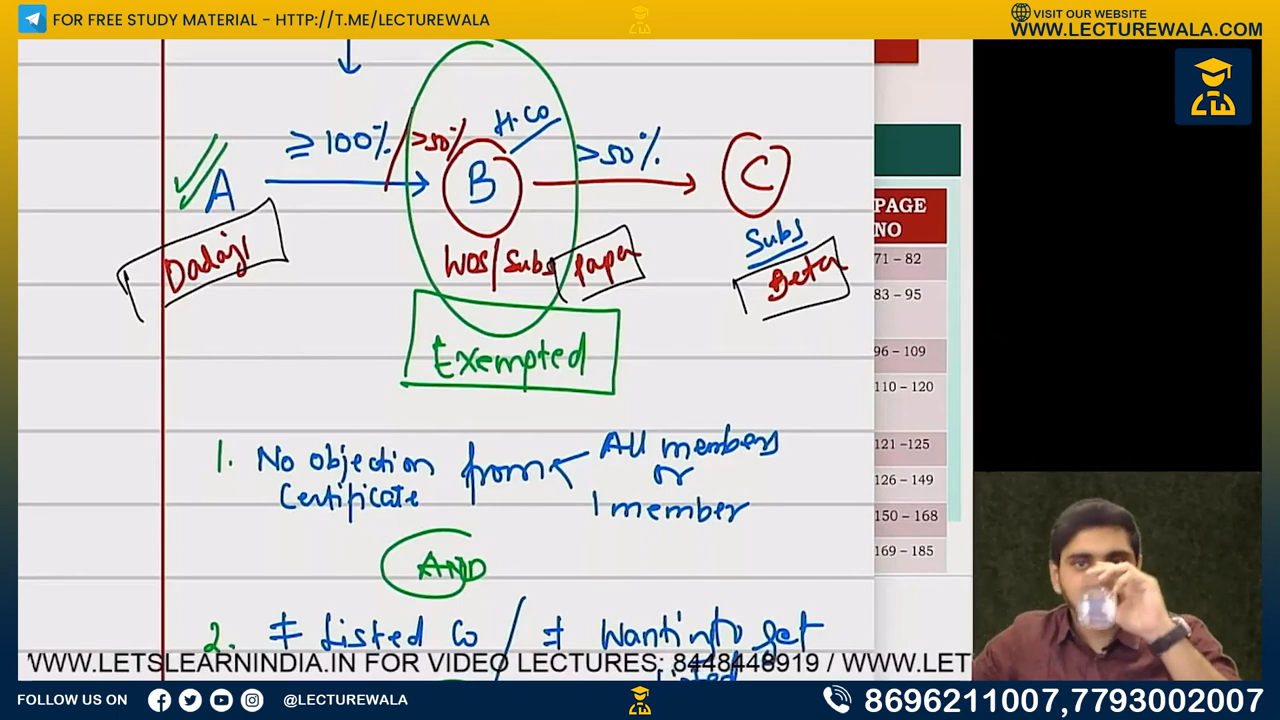 FOR FREE STUDY MATERIAL - HTTP://T.ME/LECTUREWALA
VISIT OUR WEBSITE
WWW.LECTUREWALA.COM
H.Co
≥100% / >50%
>50%
A
B
C
WOS/Subs
Subs
Dadaji
Papa
Beta
Exempted
1. No objection Certificate from
All members
or
1 member
AND
2. ≠ Listed Co / ≠ Wantinto get
Listed
PAGE
NO
71 – 82
83 – 95
96 – 109
110 – 120
121 –125
126 – 149
150 – 168
169 – 185
WWW.LETSLEARNINDIA.IN FOR VIDEO LECTURES: 8448448919 / WWW.LET
FOLLOW US ON
@LECTUREWALA
8696211007,7793002007